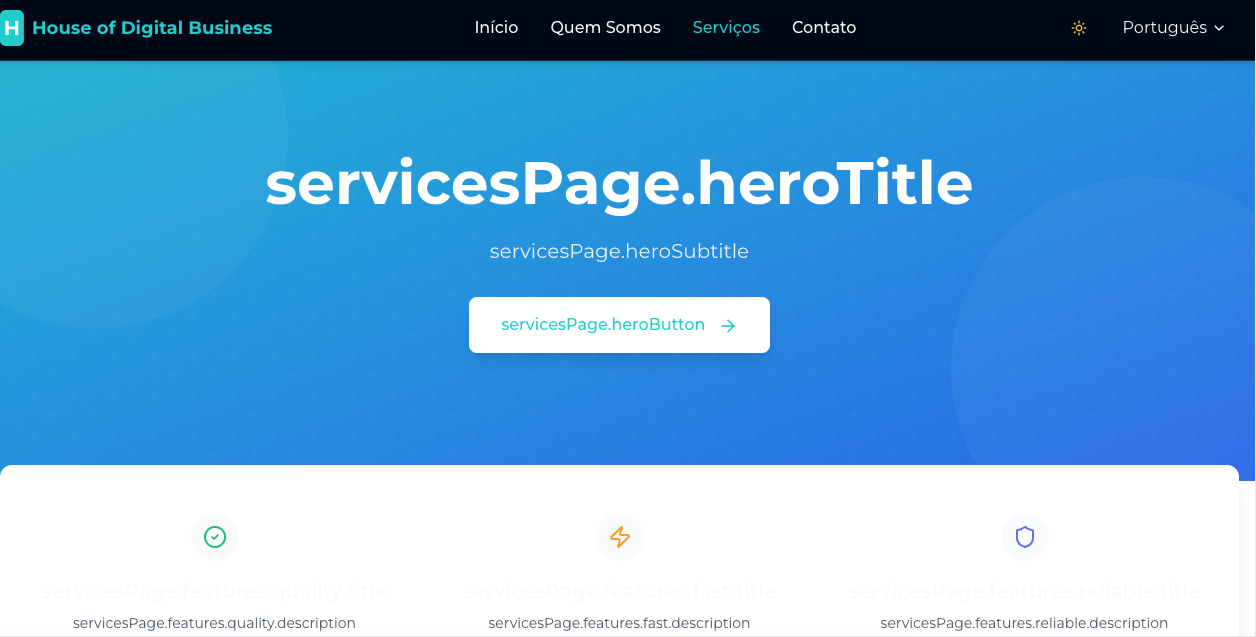 H House of Digital Business Início Quem Somos Serviços Contato Português
servicesPage.heroTitle
servicesPage.heroSubtitle
servicesPage.heroButton
servicesPage.features.quality.title servicesPage.features.fast.title servicesPage.features.reliable.title
servicesPage.features.quality.description servicesPage.features.fast.description servicesPage.features.reliable.description